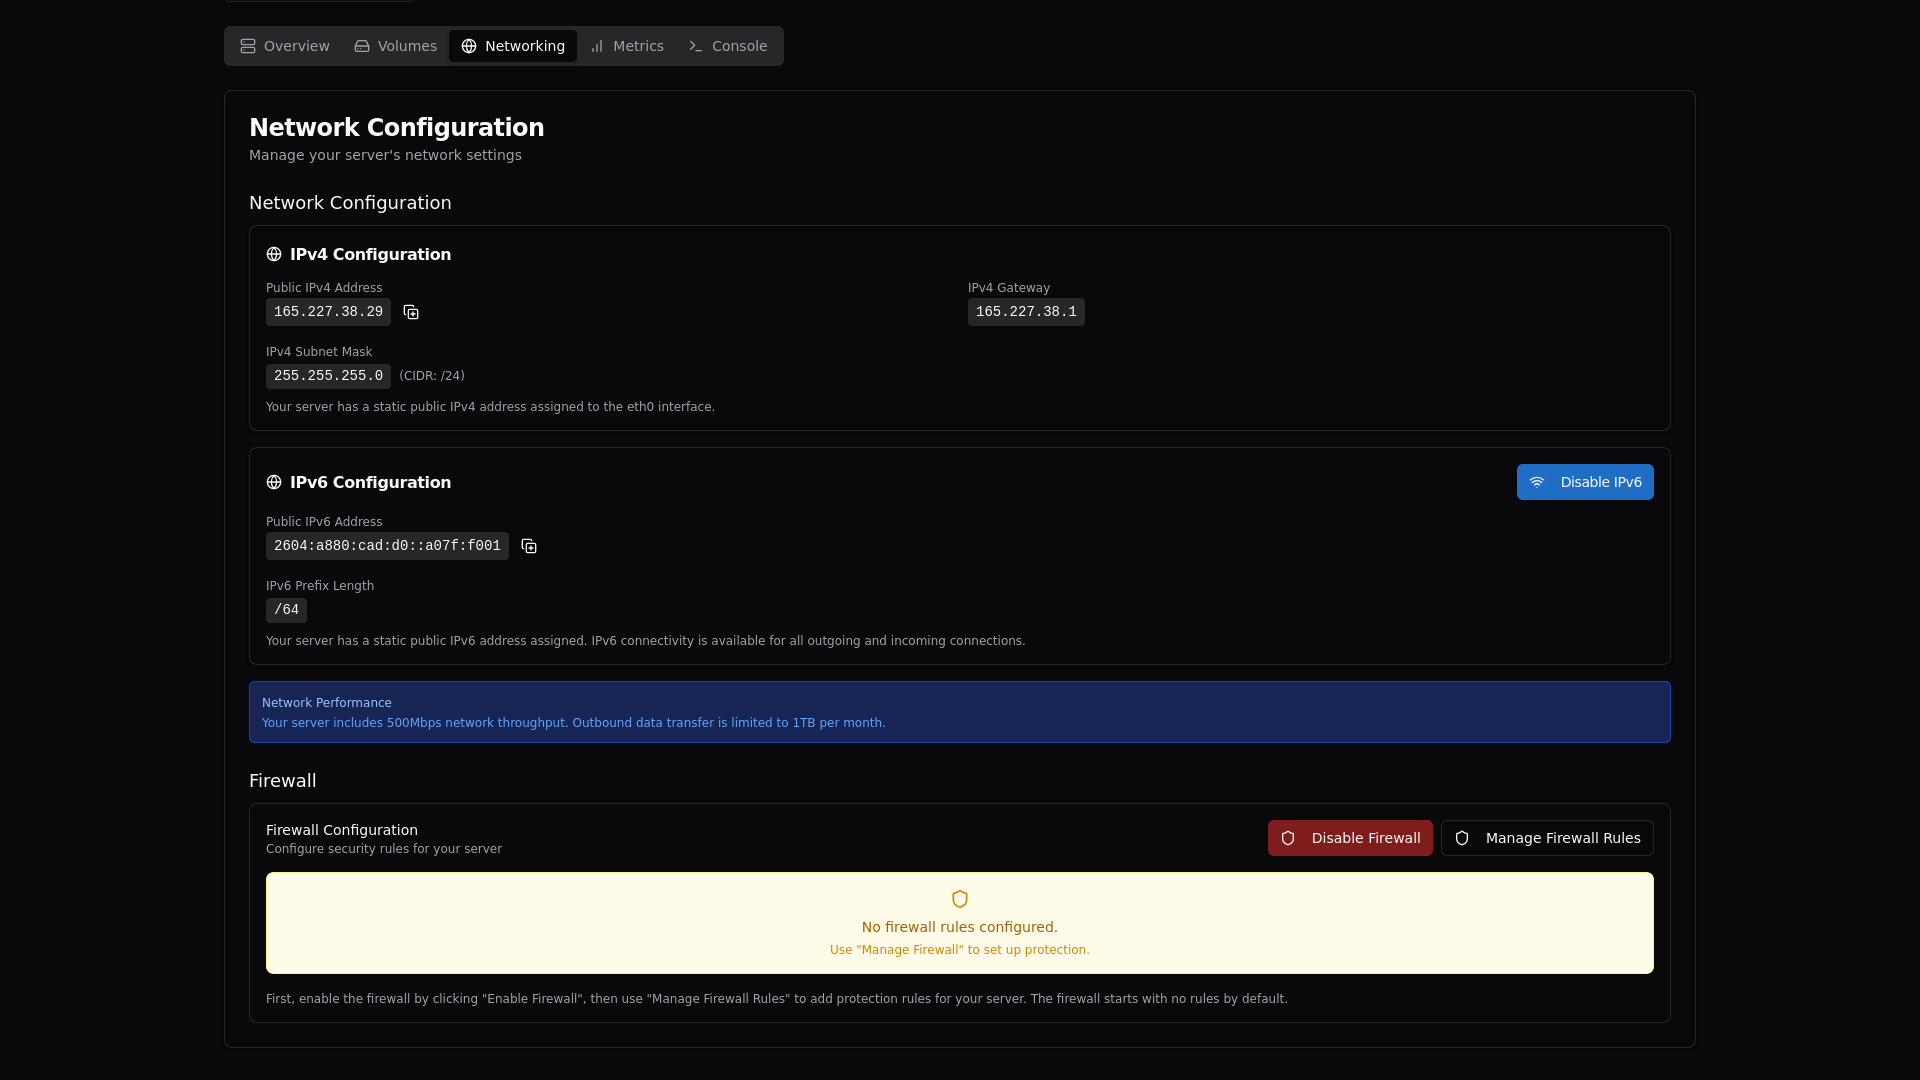 Overview Volumes Networking Metrics Console
Network Configuration
Manage your server's network settings
Network Configuration
IPv4 Configuration
Public IPv4 Address
165.227.38.29
IPv4 Gateway
165.227.38.1
IPv4 Subnet Mask
255.255.255.0 (CIDR: /24)
Your server has a static public IPv4 address assigned to the eth0 interface.
IPv6 Configuration
Disable IPv6
Public IPv6 Address
2604:a880:cad:d0::a07f:f001
IPv6 Prefix Length
/64
Your server has a static public IPv6 address assigned. IPv6 connectivity is available for all outgoing and incoming connections.
Network Performance
Your server includes 500Mbps network throughput. Outbound data transfer is limited to 1TB per month.
Firewall
Firewall Configuration
Configure security rules for your server
Disable Firewall
Manage Firewall Rules
No firewall rules configured.
Use "Manage Firewall" to set up protection.
First, enable the firewall by clicking "Enable Firewall", then use "Manage Firewall Rules" to add protection rules for your server. The firewall starts with no rules by default.